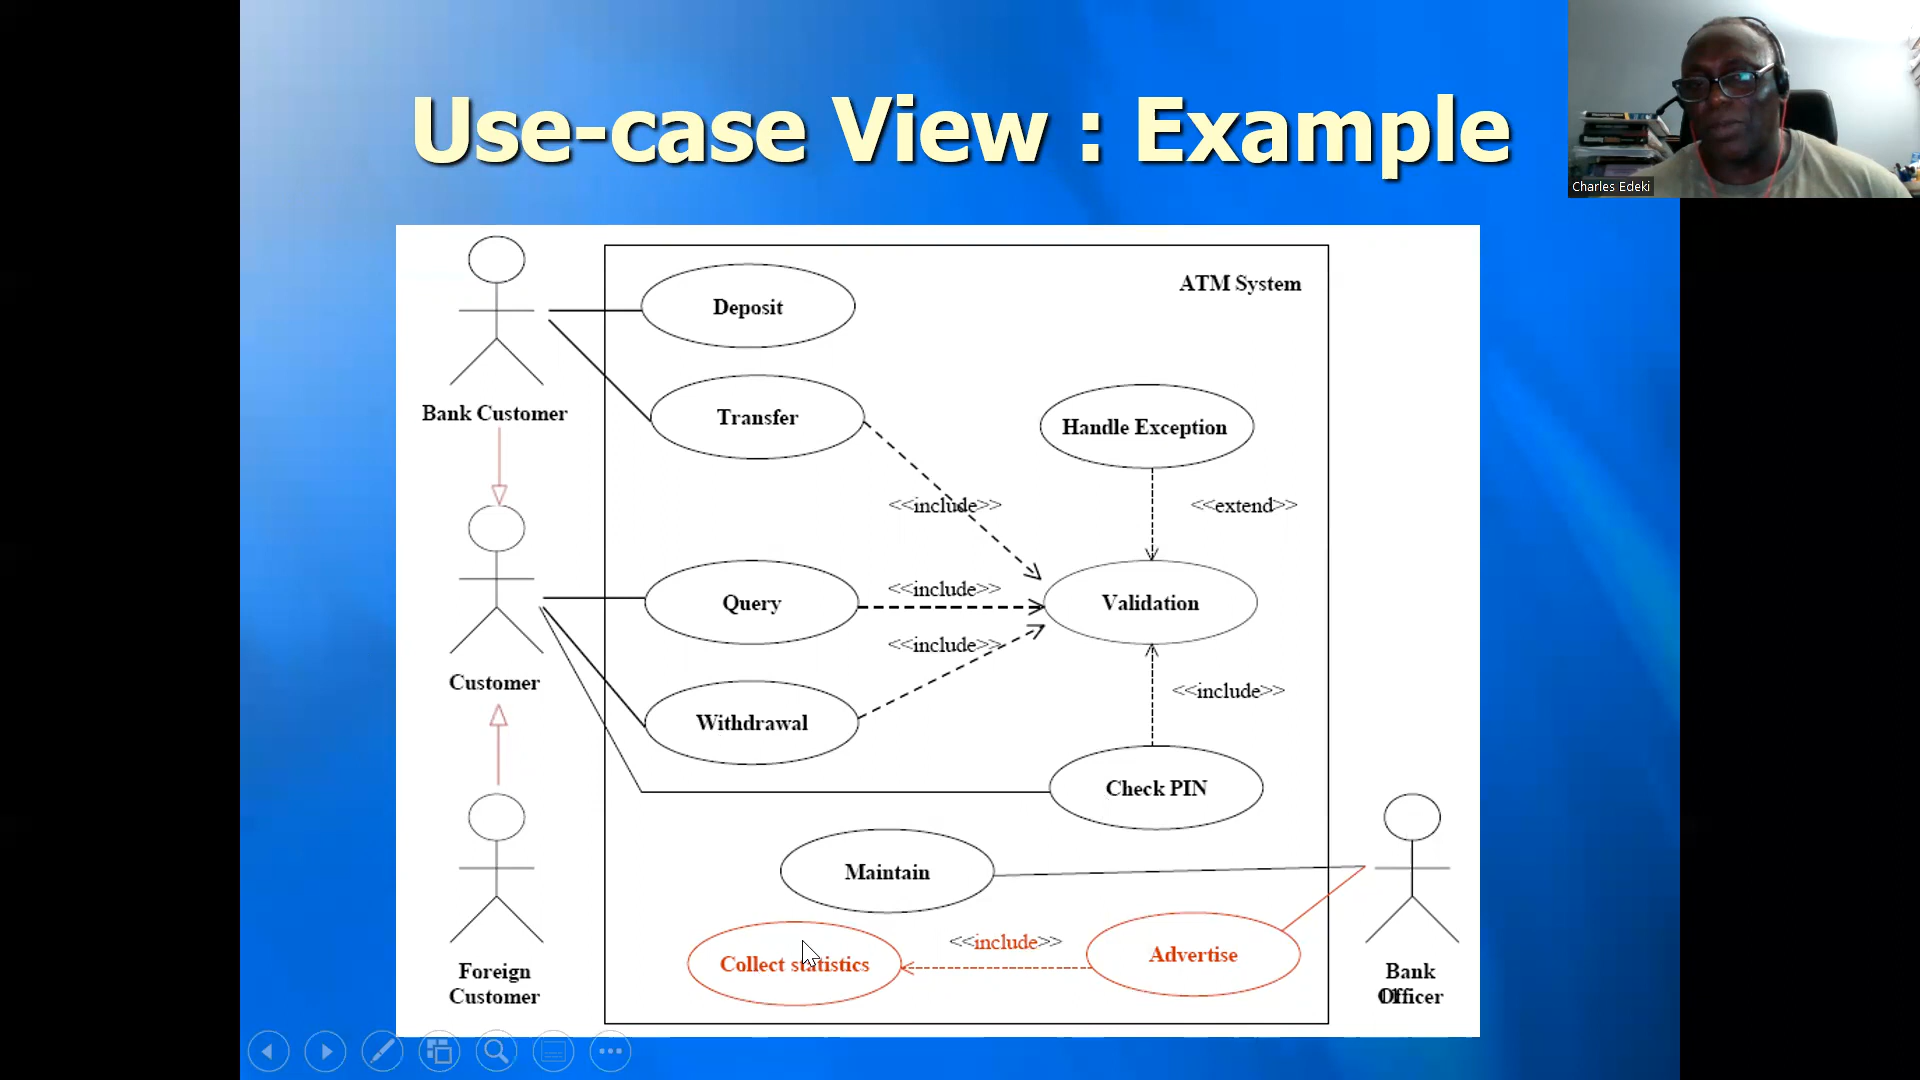 Use-case View : Example
Charles Edeki
ATM System
Deposit
Transfer
Handle Exception
Bank Customer
<<include>>
<<extend>>
<<include>>
Query
Validation
<<include>>
Customer
<<include>>
Withdrawal
Check PIN
Maintain
<<include>>
Collect statistics
Advertise
Foreign
Customer
Bank
Officer